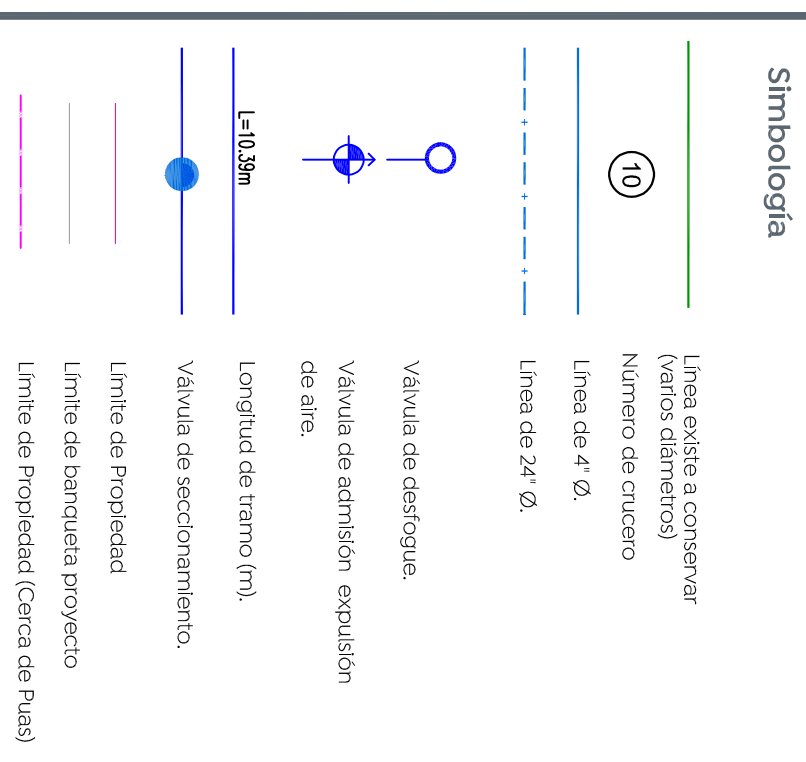 Simbología
Línea existe a conservar
(varios diámetros)
10
Número de crucero
Línea de 4" Ø.
Línea de 24" Ø.
Válvula de desfogue.
Válvula de admisión expulsión
de aire.
L=10.39m
Longitud de tramo (m).
Válvula de seccionamiento.
Límite de Propiedad
Límite de banqueta proyecto
Límite de Propiedad (Cerca de Puas)